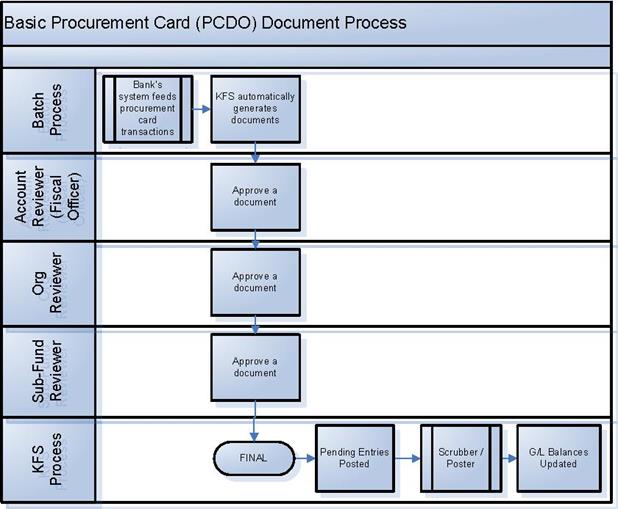 Basic Procurement Card (PCDO) Document Process
Batch
Process
Bank's
system feeds
procurement
card
transactions
KFS automatically
generates
documents
Account
Reviewer
(Fiscal
Officer)
Approve a
document
Org
Reviewer
Approve a
document
Sub-Fund
Reviewer
Approve a
document
KFS
Process
FINAL
Pending Entries
Posted
Scrubber /
Poster
G/L Balances
Updated